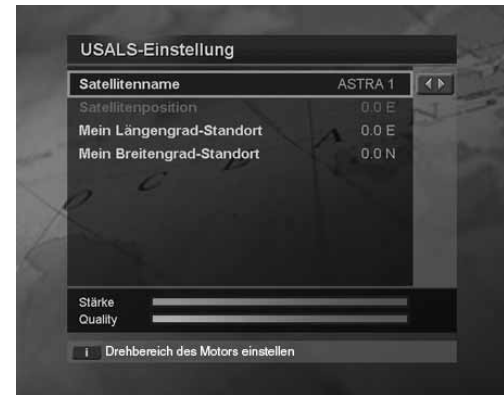 USALS-Einstellung
Satellitenname ASTRA 1
Satellitenposition 0.0 E
Mein Längengrad-Standort 0.0 E
Mein Breitengrad-Standort 0.0 N
Stärke
Quality
i Drehbereich des Motors einstellen